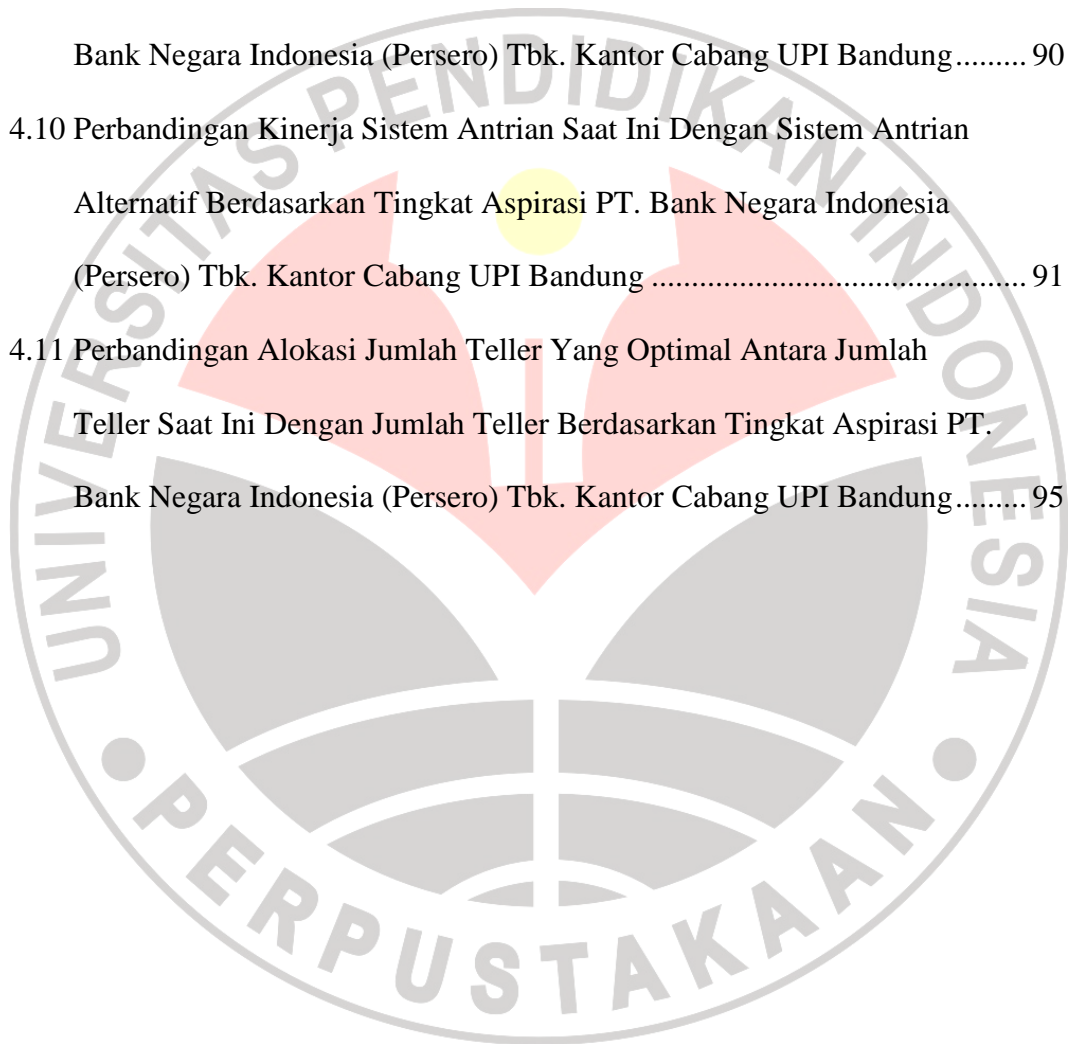 Bank Negara Indonesia (Persero) Tbk. Kantor Cabang UPI Bandung......... 90
4.10 Perbandingan Kinerja Sistem Antrian Saat Ini Dengan Sistem Antrian
Alternatif Berdasarkan Tingkat Aspirasi PT. Bank Negara Indonesia
(Persero) Tbk. Kantor Cabang UPI Bandung ............................................... 91
4.11 Perbandingan Alokasi Jumlah Teller Yang Optimal Antara Jumlah
Teller Saat Ini Dengan Jumlah Teller Berdasarkan Tingkat Aspirasi PT.
Bank Negara Indonesia (Persero) Tbk. Kantor Cabang UPI Bandung......... 95
UNIVERSITAS PENDIDIKAN INDONESIA
PERPUSTAKAAN